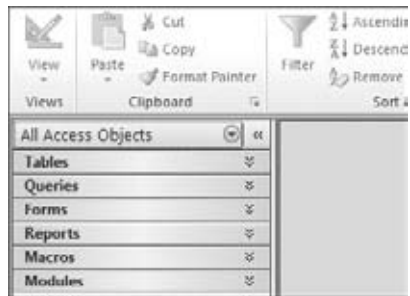 Cut
Copy
Format Painter
View
Paste
Filter
Ascendin
Descend
Remove
Views
Clipboard
Sort a
All Access Objects
Tables
Queries
Forms
Reports
Macros
Modules